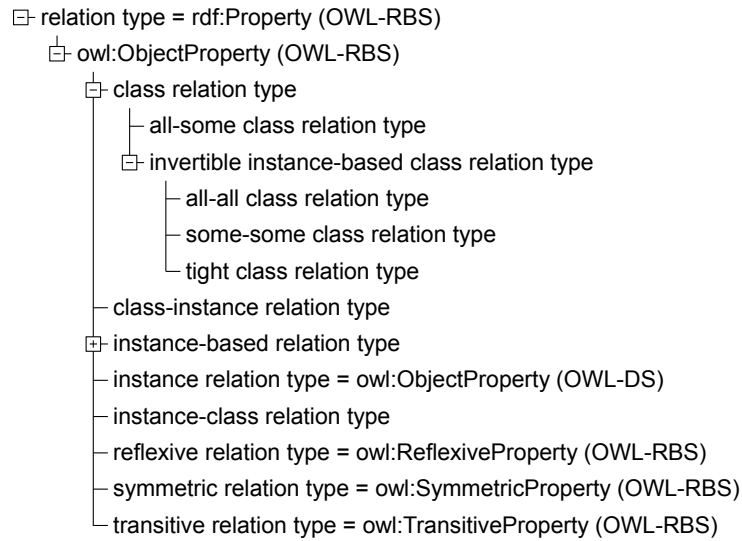 relation type = rdf:Property (OWL-RBS)
owl:ObjectProperty (OWL-RBS)
class relation type
all-some class relation type
invertible instance-based class relation type
all-all class relation type
some-some class relation type
tight class relation type
class-instance relation type
instance-based relation type
instance relation type = owl:ObjectProperty (OWL-DS)
instance-class relation type
reflexive relation type = owl:ReflexiveProperty (OWL-RBS)
symmetric relation type = owl:SymmetricProperty (OWL-RBS)
transitive relation type = owl:TransitiveProperty (OWL-RBS)